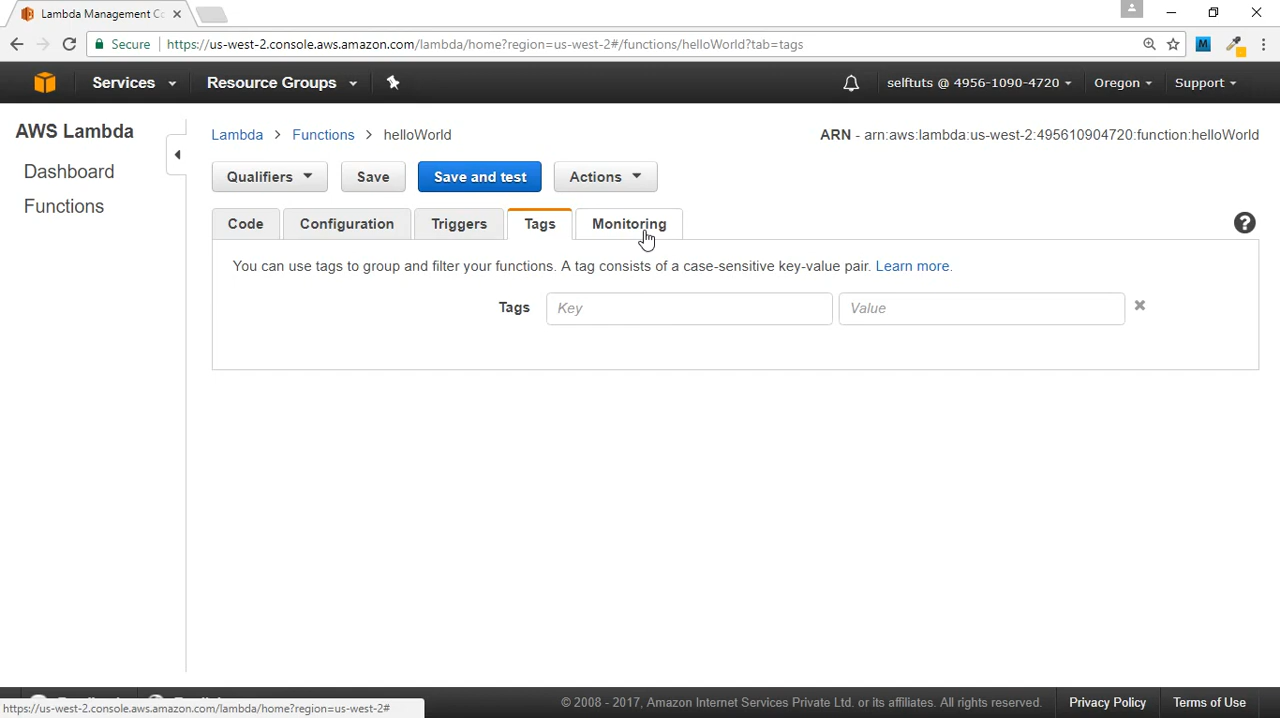 Lambda Management Co
Secure https://us-west-2.console.aws.amazon.com/lambda/home?region=us-west-2#/functions/helloWorld?tab=tags
M
Services Resource Groups selftuts @ 4956-1090-4720 Oregon Support
AWS Lambda
Dashboard
Functions
Lambda > Functions > helloWorld
ARN - arn:aws:lambda:us-west-2:495610904720:function:helloWorld
Qualifiers Save Save and test Actions
Code Configuration Triggers Tags Monitoring
?
You can use tags to group and filter your functions. A tag consists of a case-sensitive key-value pair. Learn more.
Tags Key Value
© 2008 - 2017, Amazon Internet Services Private Ltd. or its affiliates. All rights reserved. Privacy Policy Terms of Use
https://us-west-2.console.aws.amazon.com/lambda/home?region=us-west-2#